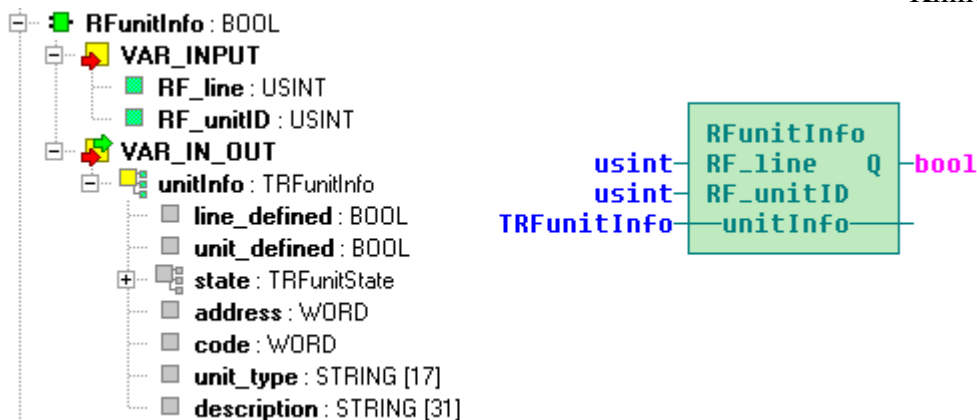 RFunitInfo : BOOL
VAR_INPUT
RF_line : USINT
RF_unitID : USINT
VAR_IN_OUT
unitInfo : TRFunitInfo
line_defined : BOOL
unit_defined : BOOL
state : TRFunitState
address : WORD
code : WORD
unit_type : STRING [17]
description : STRING [31]
RFunitInfo
usint RF_line Q bool
usint RF_unitID
TRFunitInfo unitInfo